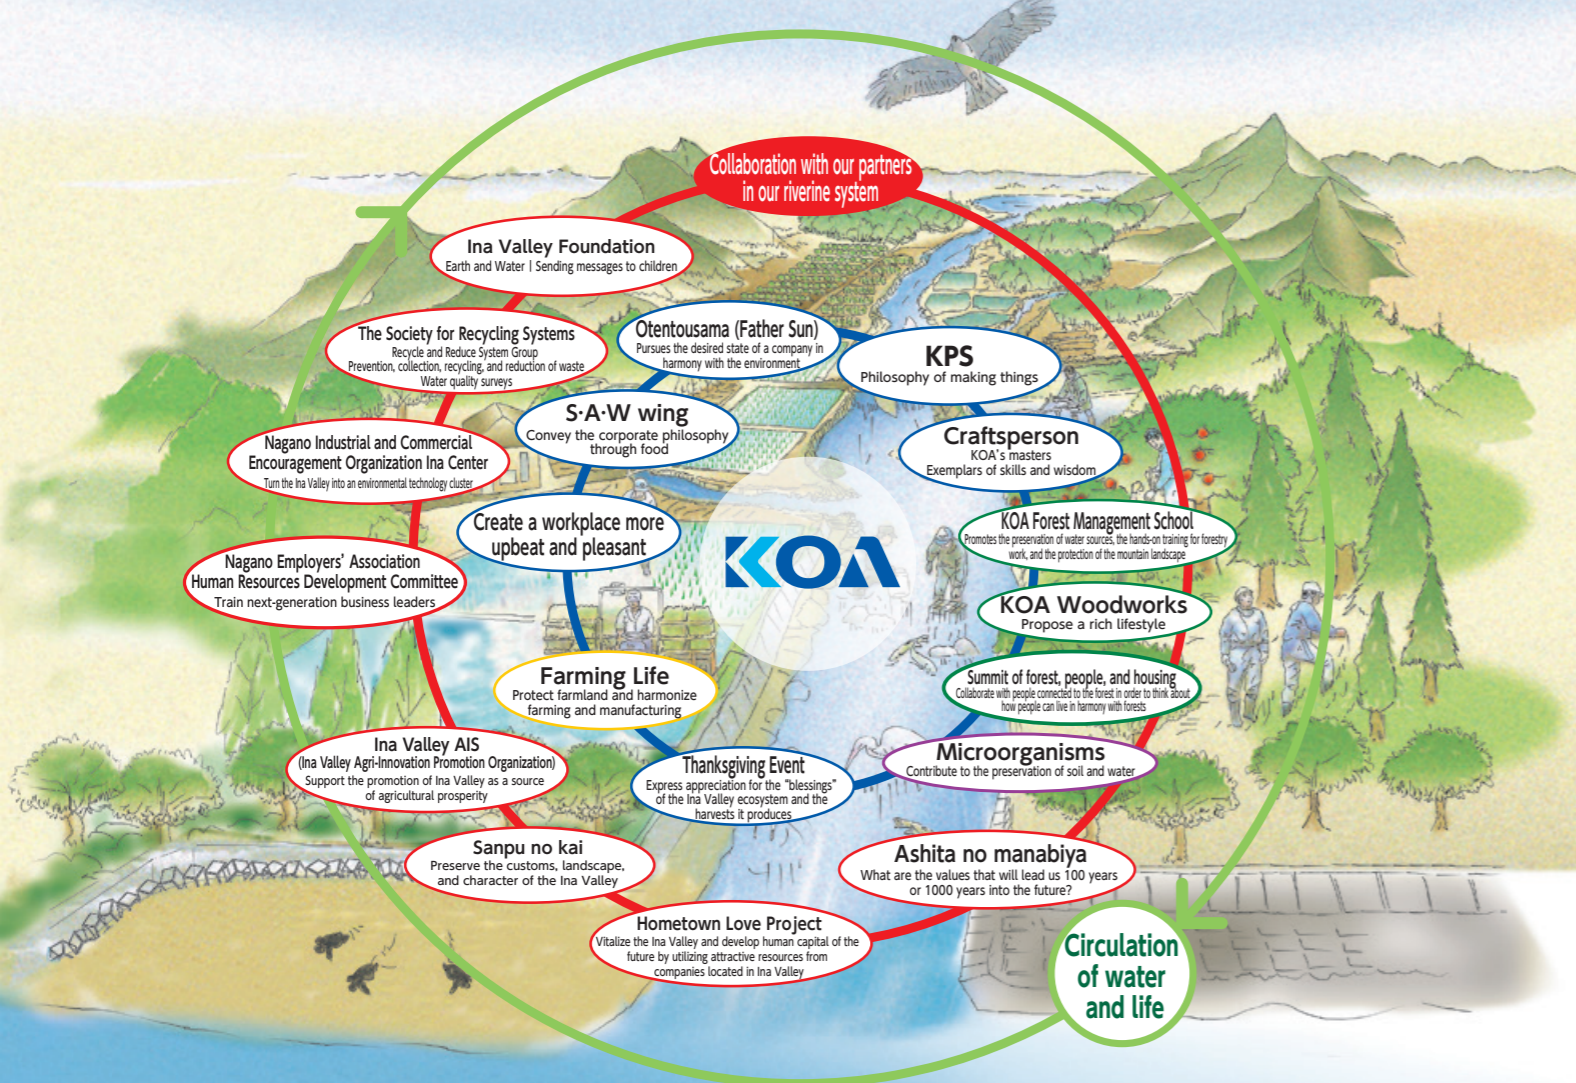 Collaboration with our partners
in our riverine system
Ina Valley Foundation
Earth and Water | Sending messages to children
The Society for Recycling Systems
Recycle and Reduce System Group
Prevention, collection, recycling, and reduction of waste
Water quality surveys
Nagano Industrial and Commercial
Encouragement Organization Ina Center
Turn the Ina Valley into an environmental technology cluster
Nagano Employers' Association
Human Resources Development Committee
Train next-generation business leaders
Ina Valley AIS
(Ina Valley Agri-Innovation Promotion Organization)
Support the promotion of Ina Valley as a source
of agricultural prosperity
Sanpu no kai
Preserve the customs, landscape,
and character of the Ina Valley
Hometown Love Project
Vitalize the Ina Valley and develop human capital of the
future by utilizing attractive resources from
companies located in Ina Valley
Ashita no manabiya
What are the values that will lead us 100 years
or 1000 years into the future?
Otentousama (Father Sun)
Pursues the desired state of a company in
harmony with the environment
KPS
Philosophy of making things
S·A·W wing
Convey the corporate philosophy
through food
Craftsperson
KOA's masters
Exemplars of skills and wisdom
Create a workplace more
upbeat and pleasant
KOA
KOA Forest Management School
Promotes the preservation of water sources, the hands-on training for forestry
work, and the protection of the mountain landscape
KOA Woodworks
Propose a rich lifestyle
Farming Life
Protect farmland and harmonize
farming and manufacturing
Summit of forest, people, and housing
Collaborate with people connected to the forest in order to think about
how people can live in harmony with forests
Thanksgiving Event
Express appreciation for the "blessings"
of the Ina Valley ecosystem and the
harvests it produces
Microorganisms
Contribute to the preservation of soil and water
Circulation
of water
and life